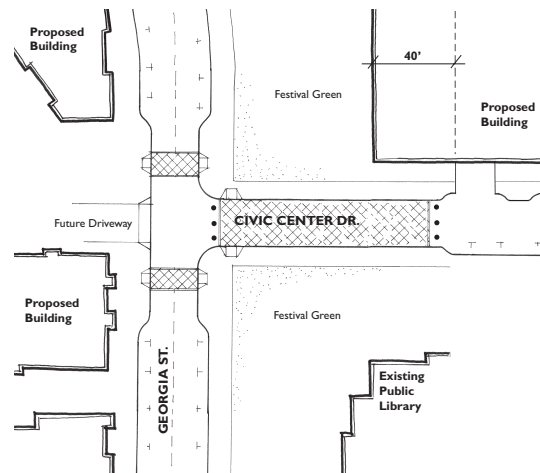 Proposed
Building
40'
Festival Green
Proposed
Building
CIVIC CENTER DR.
Future Driveway
Proposed
Building
Festival Green
GEORGIA ST.
Existing
Public
Library